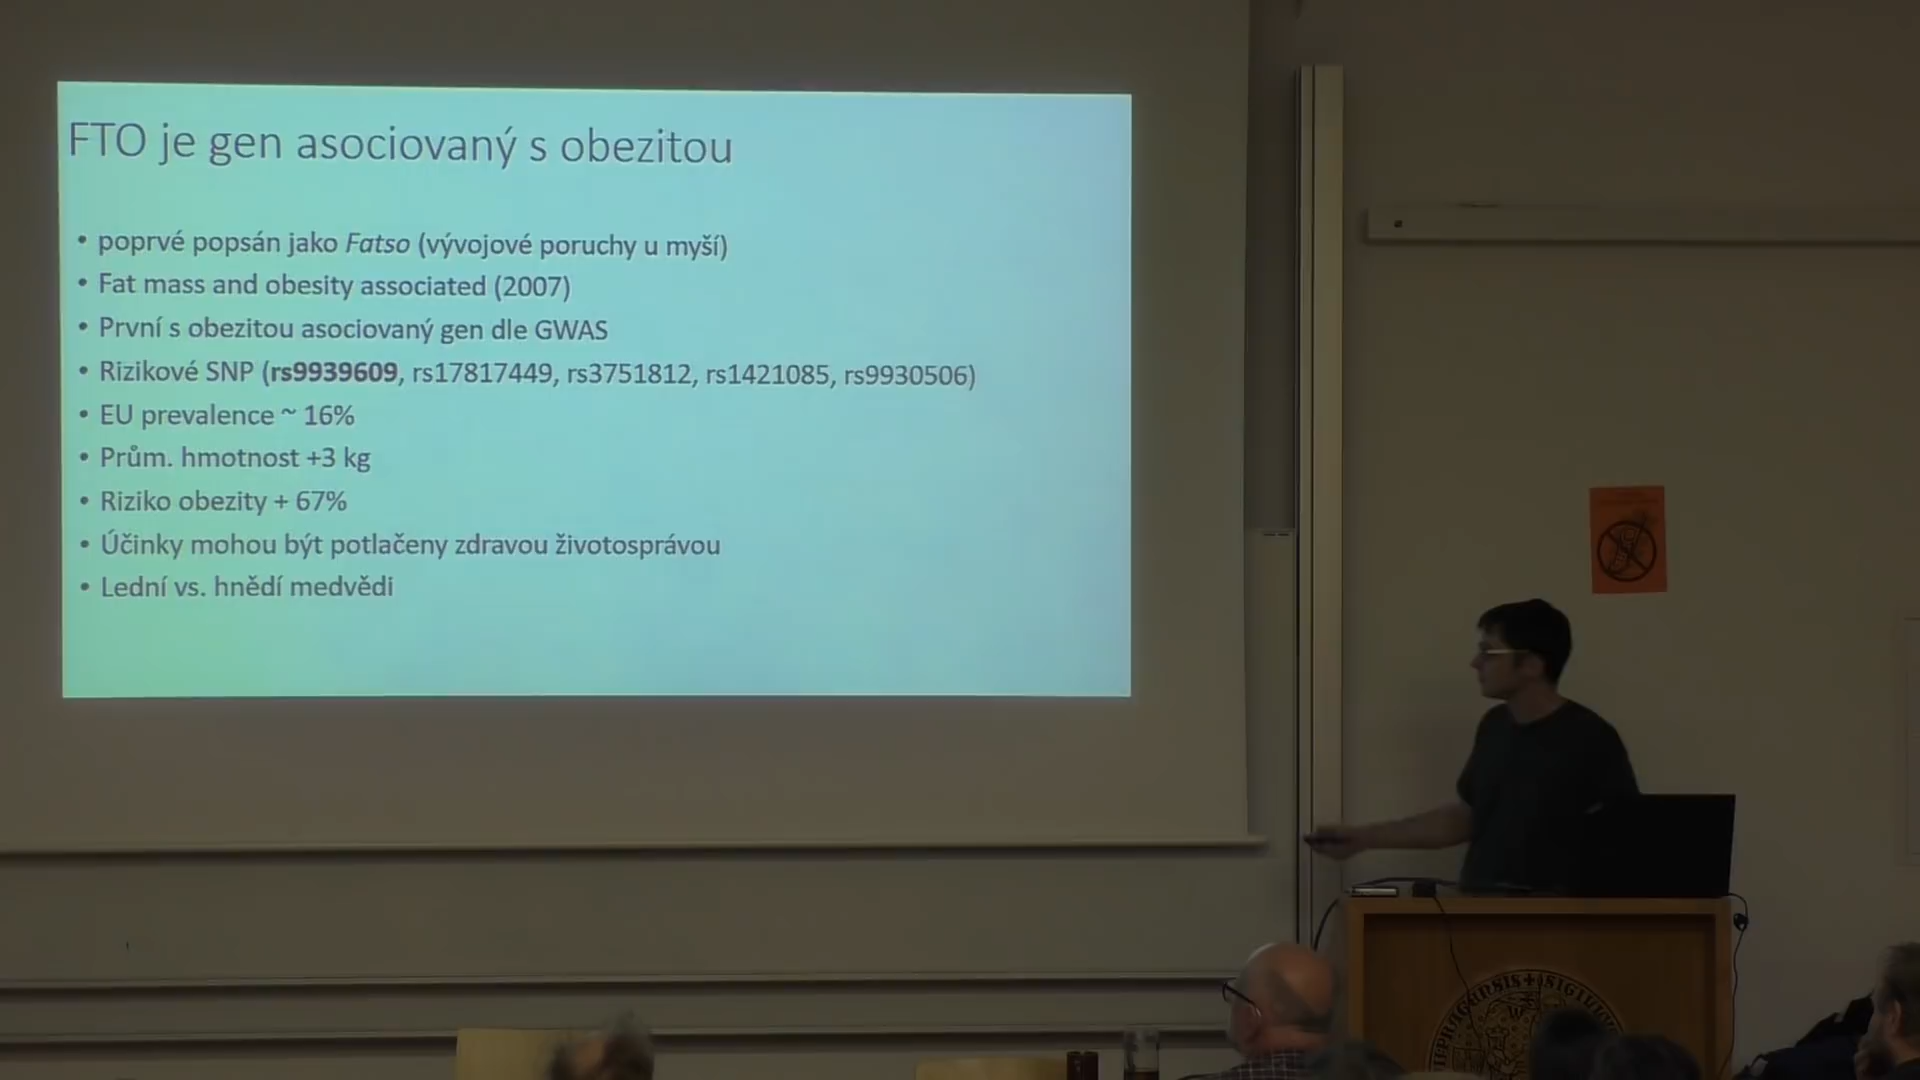 FTO je gen asociovaný s obezitou
• poprvé popsán jako Fatso (vývojové poruchy u myší)
• Fat mass and obesity associated (2007)
• První s obezitou asociovaný gen dle GWAS
• Rizikové SNP (rs9939609, rs17817449, rs3751812, rs1421085, rs9930506)
• EU prevalence ~ 16%
• Prům. hmotnost +3 kg
• Riziko obezity + 67%
• Účinky mohou být potlačeny zdravou životosprávou
• Lední vs. hnědí medvědi
PRAGENSIS + SIGIL